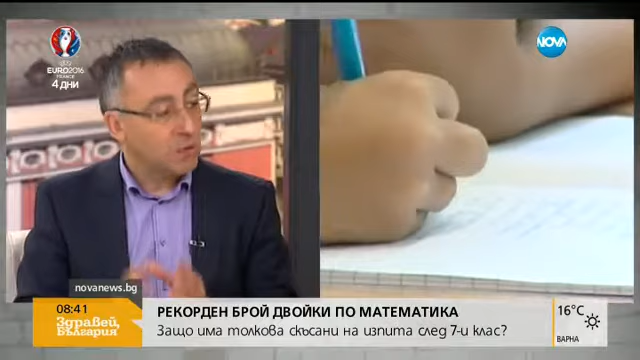 EURO2016
FRANCE
4 ДНИ
NOVA
novanews.bg
08:41
Здравей,
България
РЕКОРДЕН БРОЙ ДВОЙКИ ПО МАТЕМАТИКА
Защо има толкова скъсани на изпита след 7-и клас?
16°C
ВАРНА